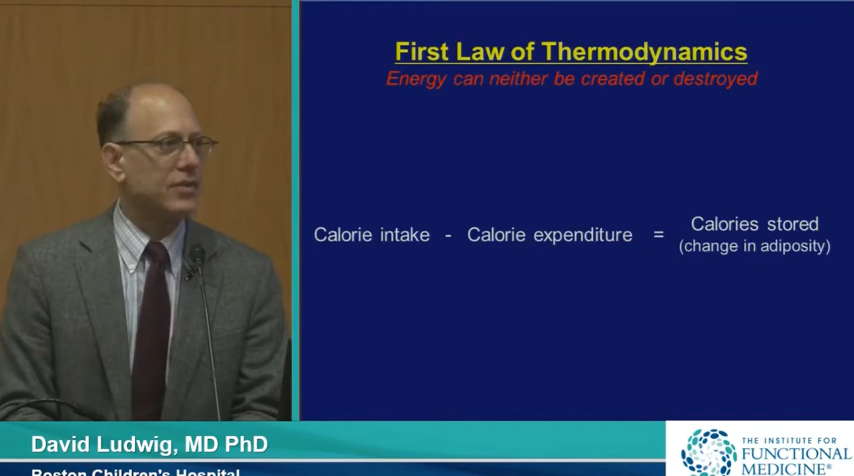 First Law of Thermodynamics
Energy can neither be created or destroyed
Calorie intake - Calorie expenditure = Calories stored
(change in adiposity)
David Ludwig, MD PhD
Boston Children's Hospital
THE INSTITUTE FOR
FUNCTIONAL
MEDICINE®